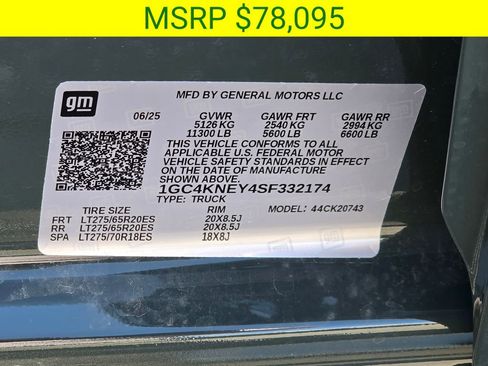 MSRP $78,095
gm
MFD BY GENERAL MOTORS LLC
06/25 GVWR GAWR FRT GAWR RR
5126 KG 2540 KG 2994 KG
11300 LB 5600 LB 6600 LB
THIS VEHICLE CONFORMS TO ALL
APPLICABLE U.S. FEDERAL MOTOR
VEHICLE SAFETY STANDARDS IN EFFECT
ON THE DATE OF MANUFACTURE
SHOWN ABOVE.
1GC4KNEY4SF332174
TYPE: TRUCK
TIRE SIZE RIM MODEL: 44CK20743
FRT LT275/65R20ES 20X8.5J
RR LT275/65R20ES 20X8.5J
SPA LT275/70R18ES 18X8J